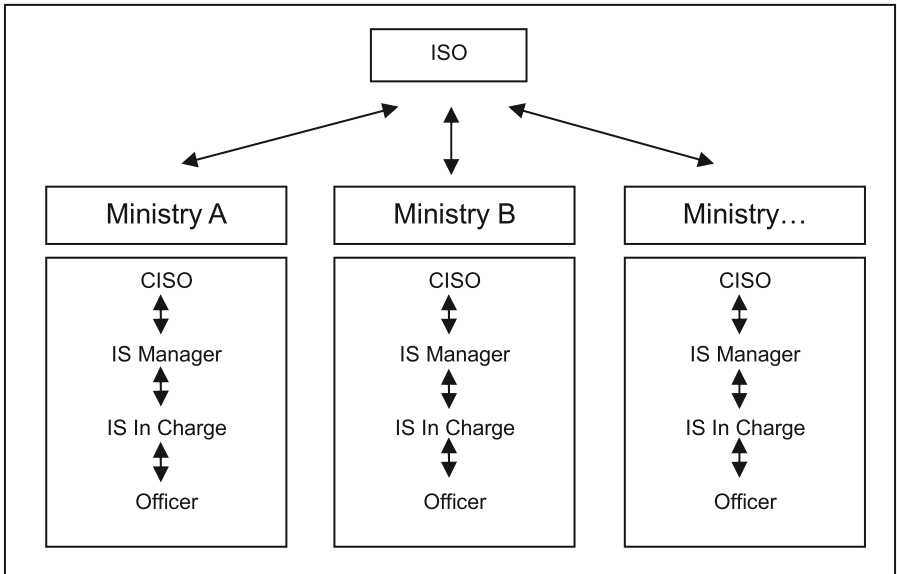 ISO
Ministry A
Ministry B
Ministry…
CISO
IS Manager
IS In Charge
Officer
CISO
IS Manager
IS In Charge
Officer
CISO
IS Manager
IS In Charge
Officer